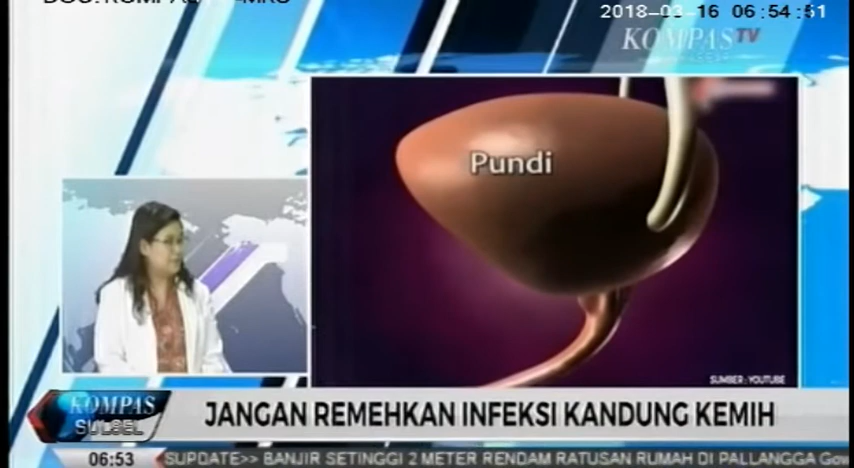 2018-03-16 06:54:51
KOMPAS TV
Pundi
SUMBER : YOUTUBE
KOMPAS
SULSEL
JANGAN REMEHKAN INFEKSI KANDUNG KEMIH
06:53
SUPDATE>> BANJIR SETINGGI 2 METER RENDAM RATUSAN RUMAH DI PALLANGGA Gow